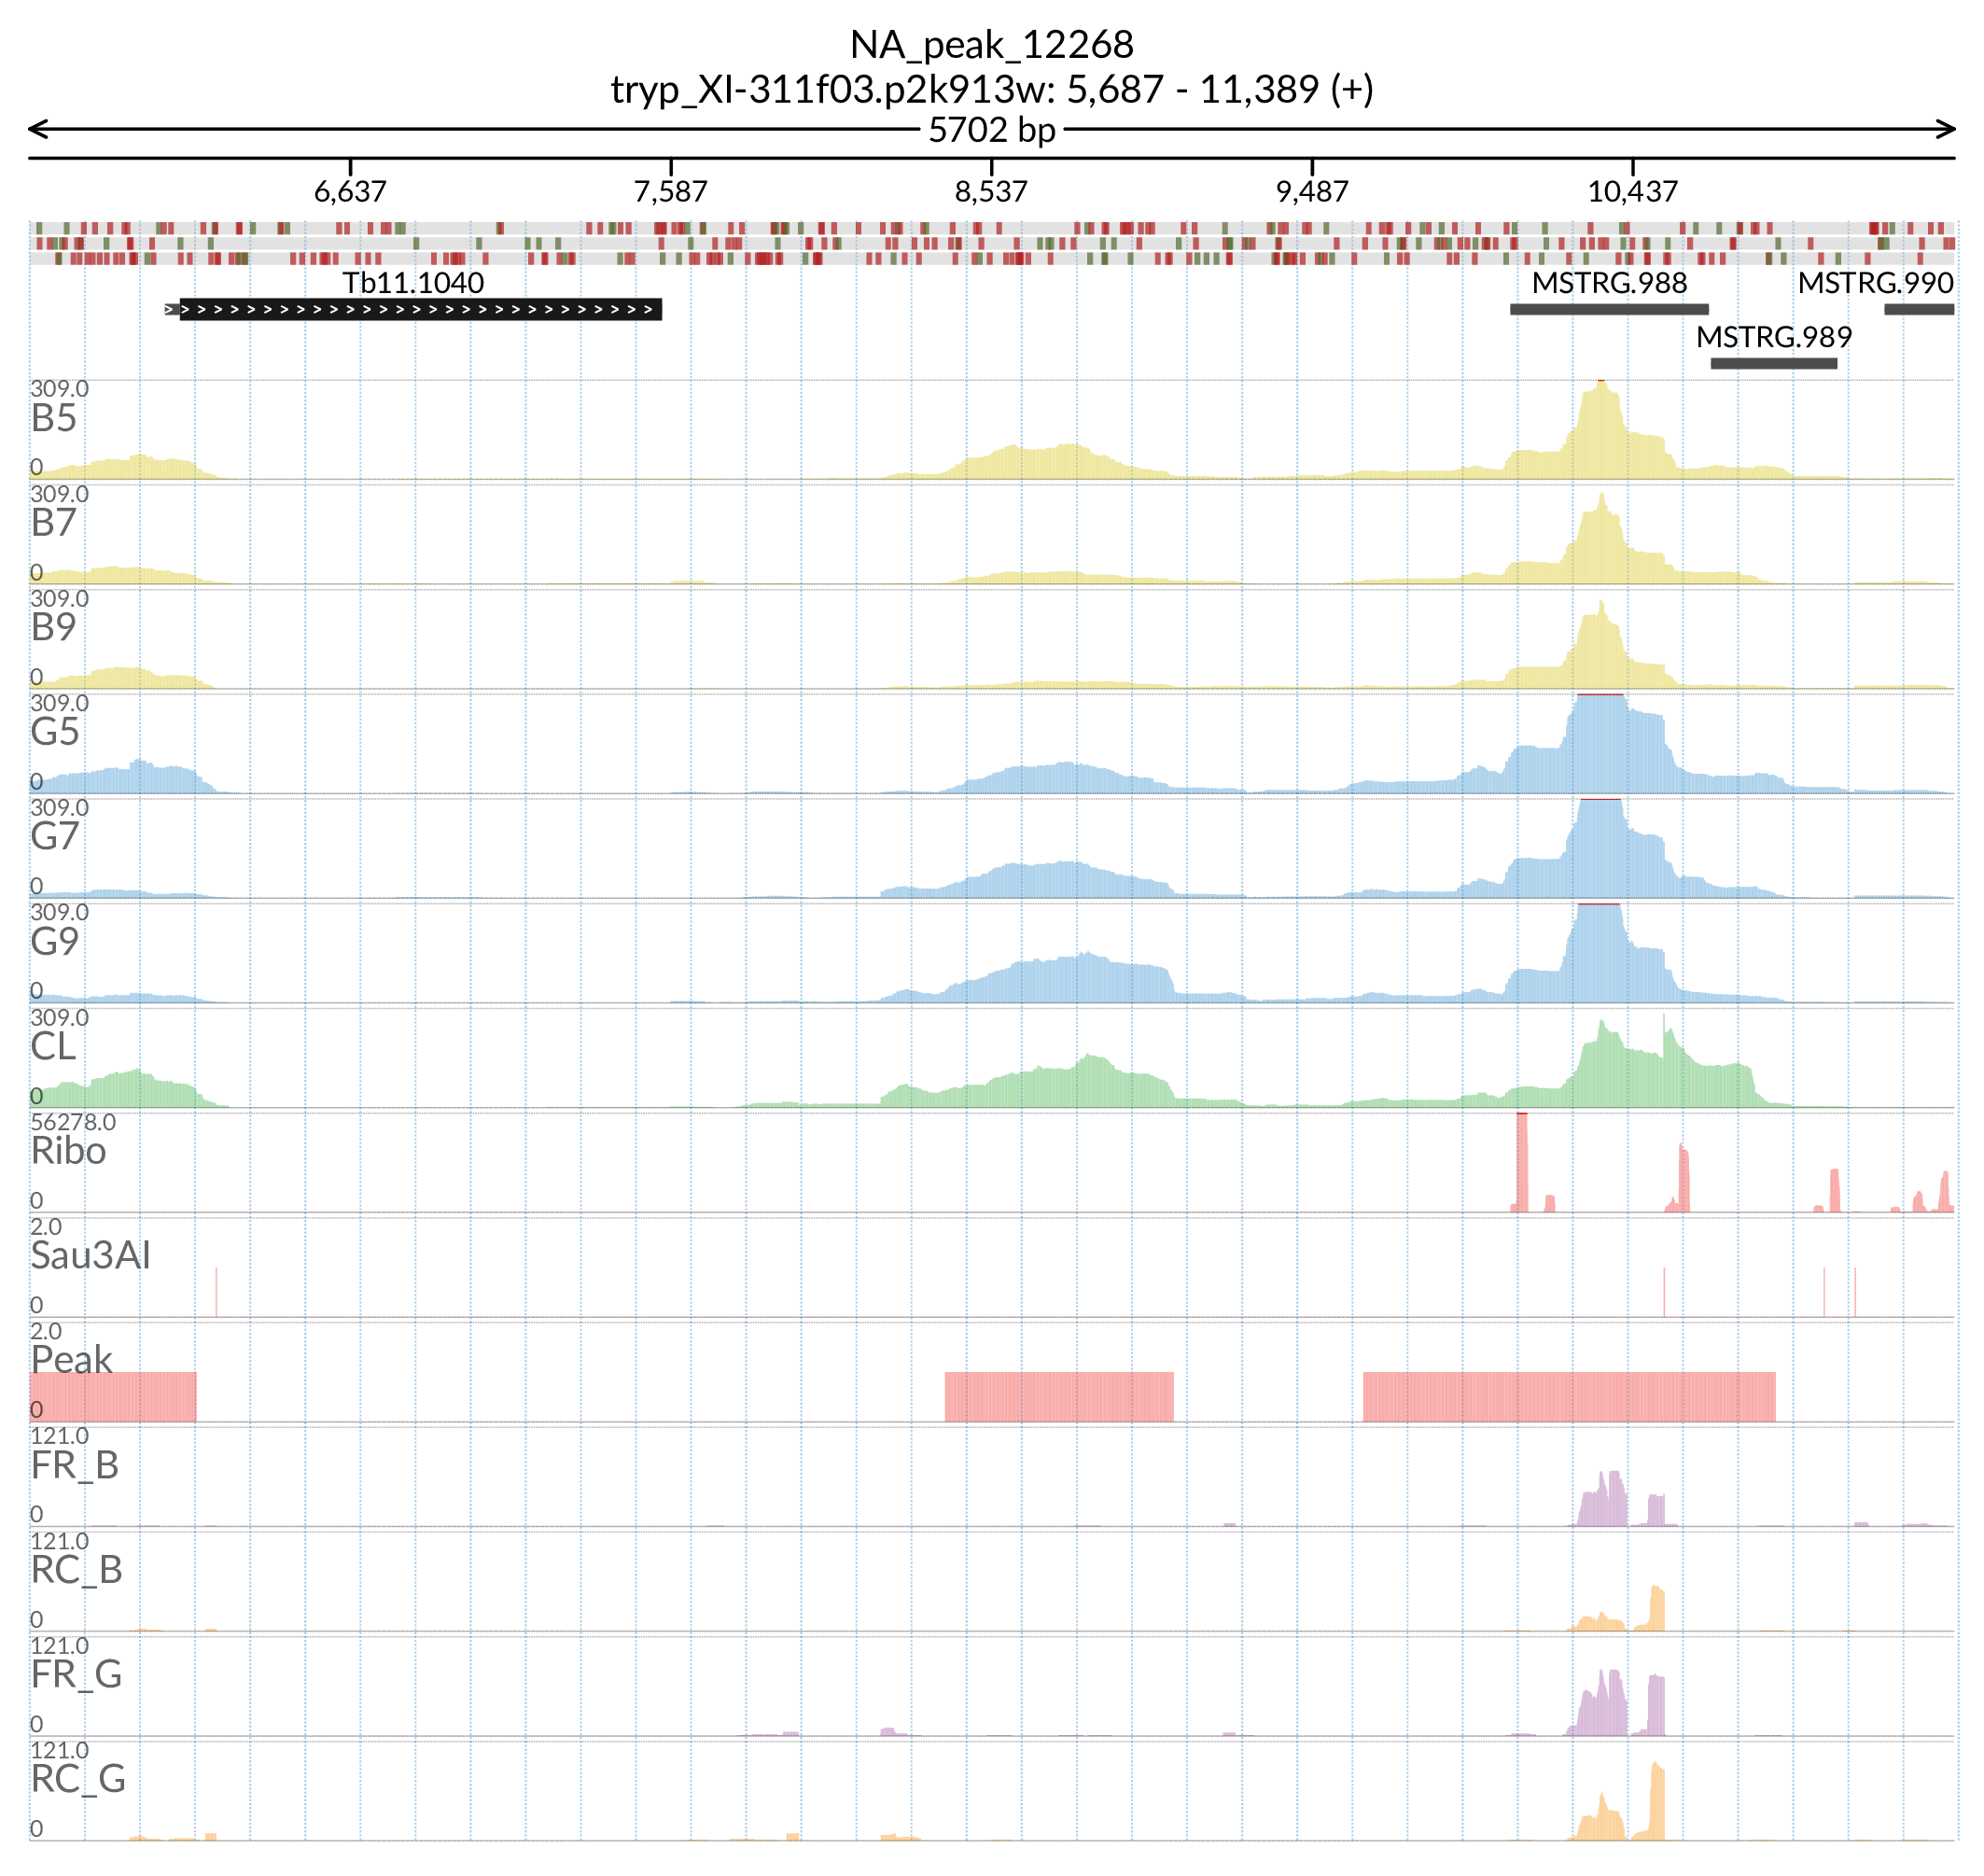 NA_peak_12268
tryp_XI-311f03.p2k913w: 5,687 - 11,389 (+)
5702 bp
6,637 7,587 8,537 9,487 10,437
Tb11.1040 MSTRG.988 MSTRG.990
MSTRG.989
309.0
B5
0
309.0
B7
0
309.0
B9
0
309.0
G5
0
309.0
G7
0
309.0
G9
0
309.0
CL
0
56278.0
Ribo
0
2.0
Sau3AI
0
2.0
Peak
0
121.0
FR_B
0
121.0
RC_B
0
121.0
FR_G
0
121.0
RC_G
0